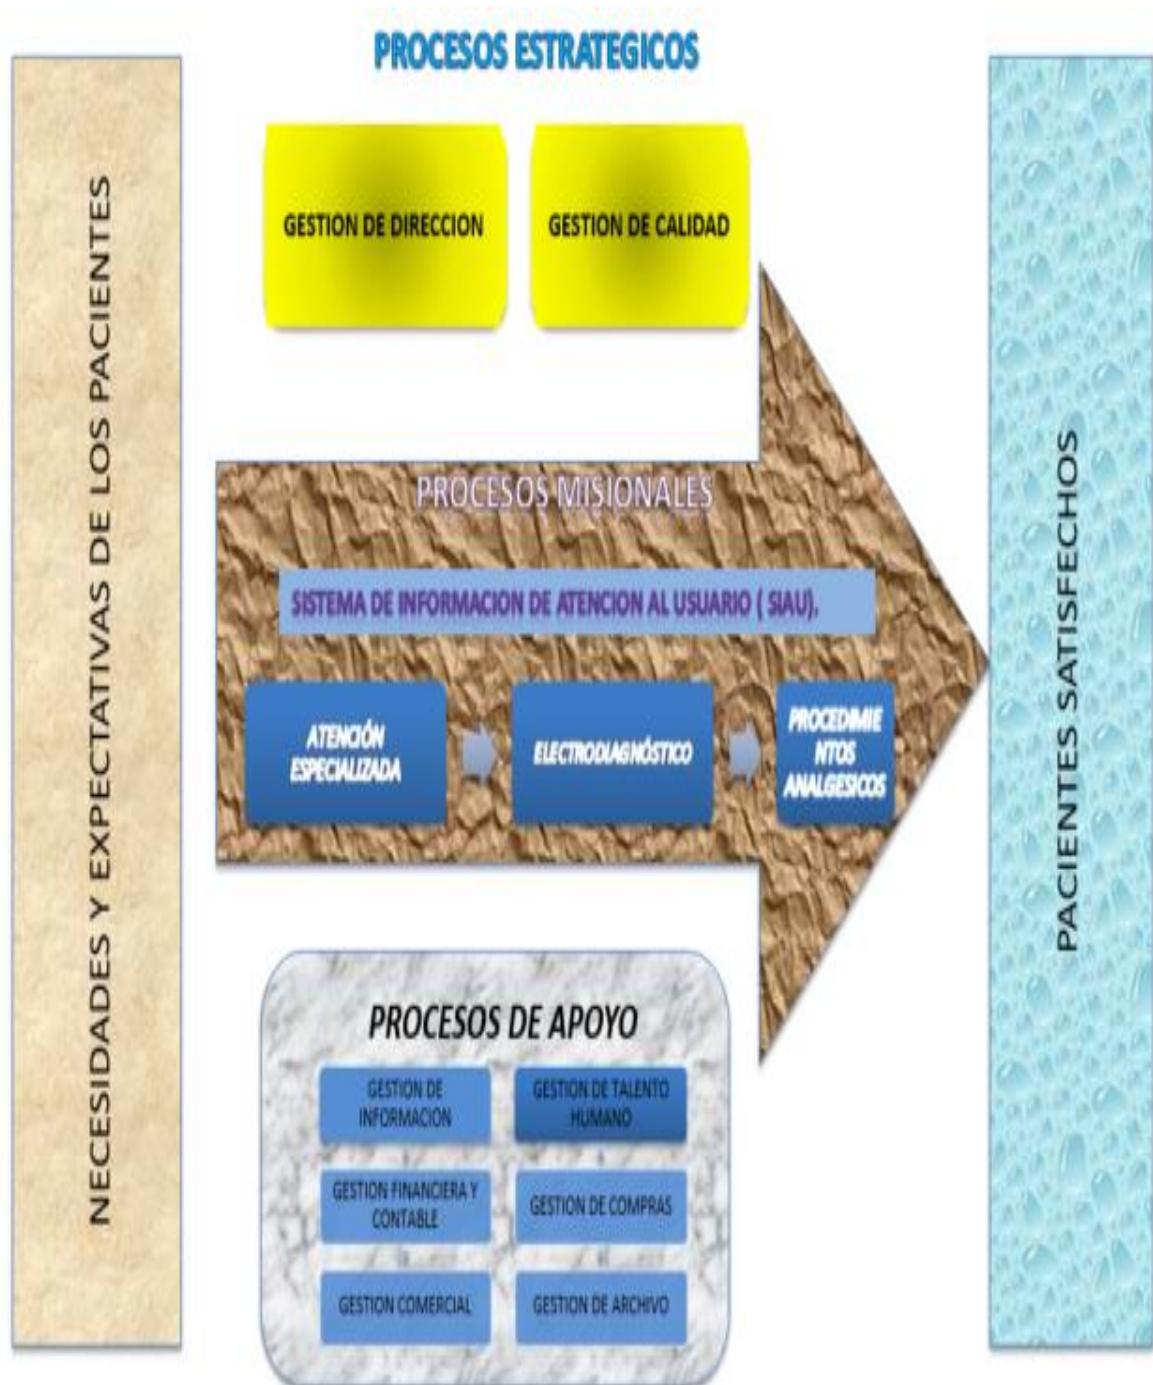 PROCESOS ESTRATEGICOS
NECESIDADES Y EXPECTATIVAS DE LOS PACIENTES
GESTION DE DIRECCION
GESTION DE CALIDAD
PROCESOS MISIONALES
SISTEMA DE INFORMACION DE ATENCION AL USUARIO ( SIAU).
ATENCIÓN
ESPECIALIZADA
ELECTRODIAGNÓSTICO
PROCEDIMIE
NTOS
ANALGESICOS
PROCESOS DE APOYO
GESTION DE
INFORMACION
GESTION DE TALENTO
HUMANO
GESTION FINANCIERA Y
CONTABLE
GESTION DE COMPRAS
GESTION COMERCIAL
GESTION DE ARCHIVO
PACIENTES SATISFECHOS